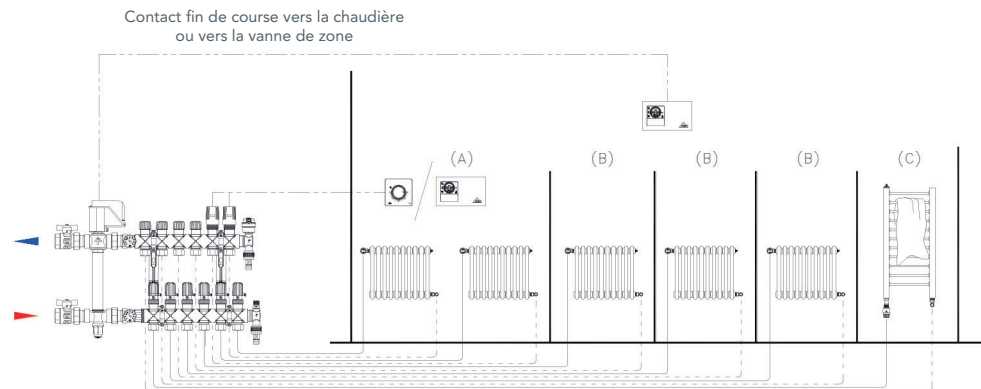 Contact fin de course vers la chaudière
ou vers la vanne de zone
(A)
(B)
(B)
(B)
(C)